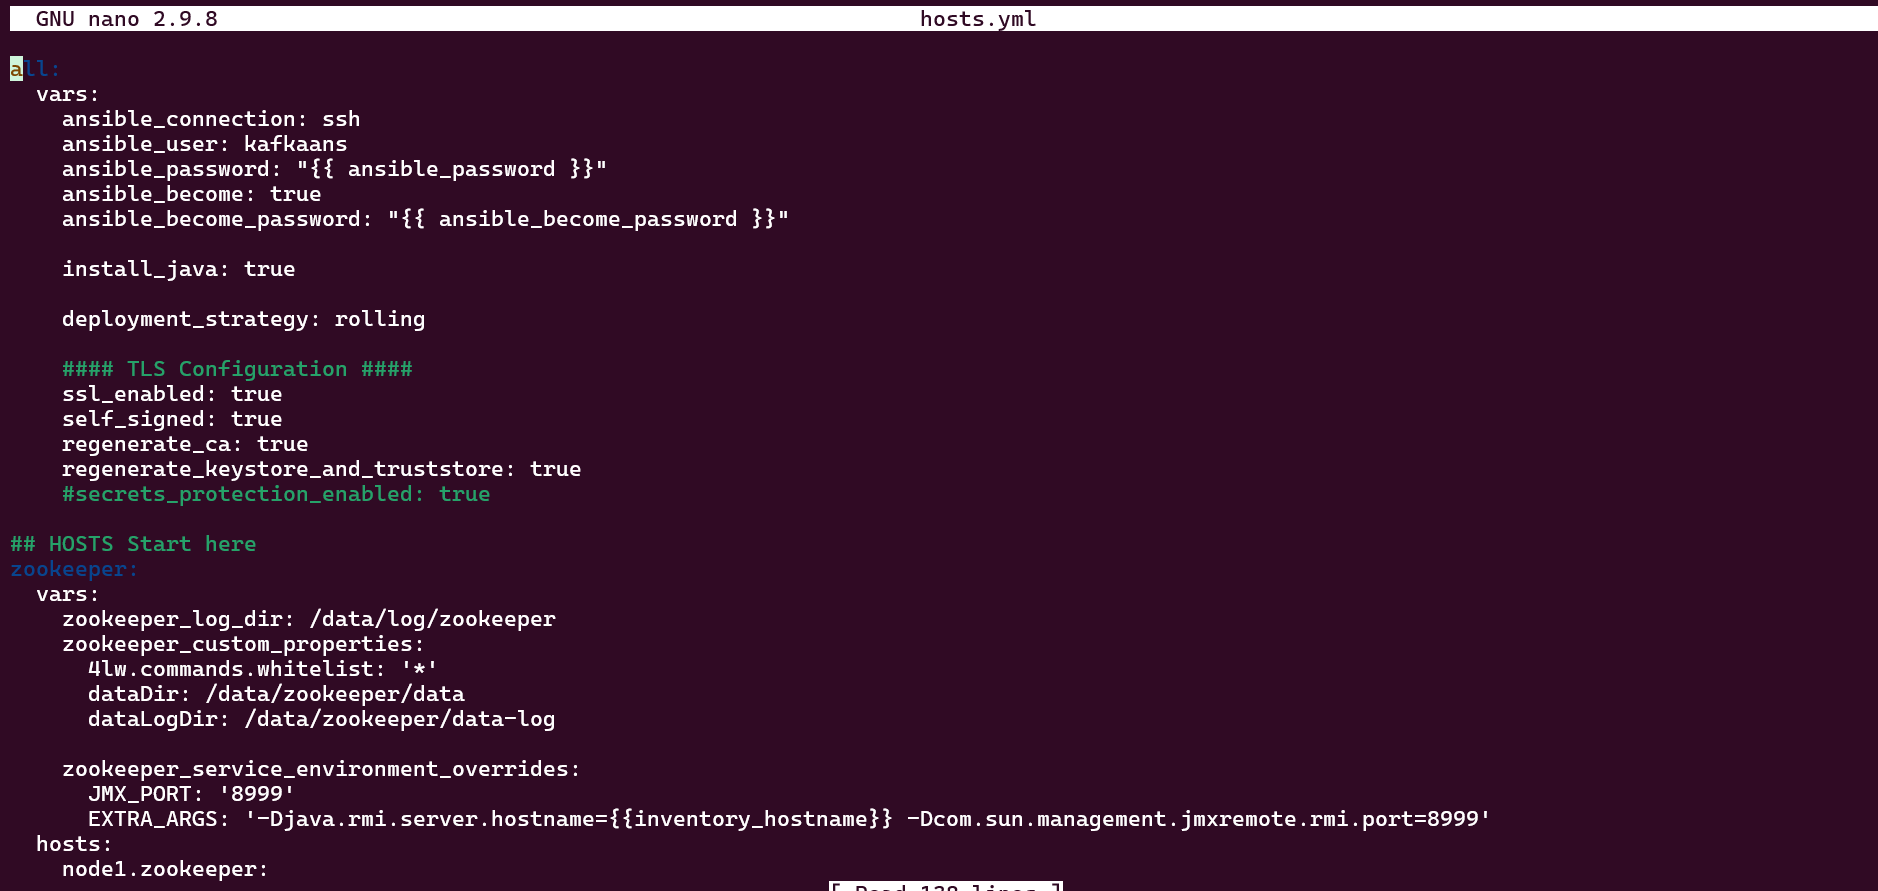 GNU nano 2.9.8 hosts.yml
all:
  vars:
    ansible_connection: ssh
    ansible_user: kafkaans
    ansible_password: "{{ ansible_password }}"
    ansible_become: true
    ansible_become_password: "{{ ansible_become_password }}"
    install_java: true
    deployment_strategy: rolling
    #### TLS Configuration ####
    ssl_enabled: true
    self_signed: true
    regenerate_ca: true
    regenerate_keystore_and_truststore: true
    #secrets_protection_enabled: true
## HOSTS Start here
zookeeper:
  vars:
    zookeeper_log_dir: /data/log/zookeeper
    zookeeper_custom_properties:
      4lw.commands.whitelist: '*'
      dataDir: /data/zookeeper/data
      dataLogDir: /data/zookeeper/data-log
    zookeeper_service_environment_overrides:
      JMX_PORT: '8999'
      EXTRA_ARGS: '-Djava.rmi.server.hostname={{inventory_hostname}} -Dcom.sun.management.jmxremote.rmi.port=8999'
  hosts:
    node1.zookeeper: